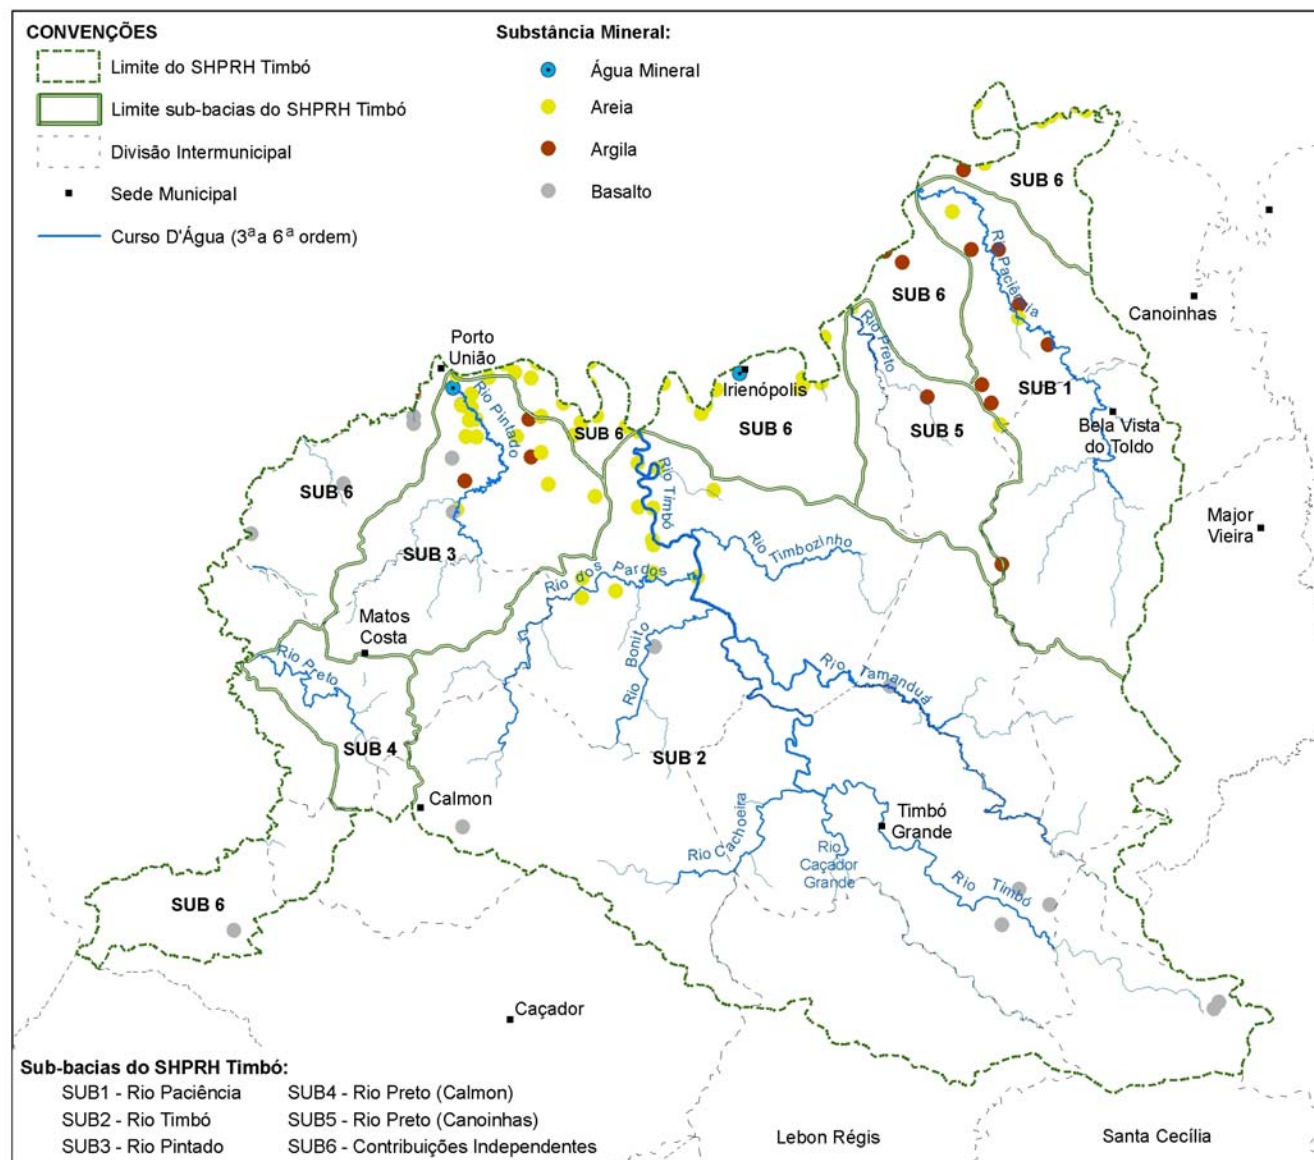 CONVENÇÕES
Limite do SHPRH Timbó
Limite sub-bacias do SHPRH Timbó
Divisão Intermunicipal
Sede Municipal
Curso D'Água (3ª a 6ª ordem)
Substância Mineral:
Água Mineral
Areia
Argila
Basalto
SUB 6
Rio Paciência
SUB 6
Canoinhas
Porto
União
Rio Preto
Irienópolis
SUB 1
Rio Pintado
Bela Vista
do Toldo
SUB 6
SUB 6
SUB 5
SUB 6
Rio Timbó
Major
Vieira
SUB 3
Rio Timbozinho
Rio dos Pardos
Matos
Costa
Rio Bonito
Rio Preto
Rio Tamanduá
SUB 4
SUB 2
Calmon
Timbó
Grande
Rio Cachoeira
Rio
Caçador
Grande
Rio Timbó
SUB 6
Caçador
Sub-bacias do SHPRH Timbó:
SUB1 - Rio Paciência
SUB2 - Rio Timbó
SUB3 - Rio Pintado
SUB4 - Rio Preto (Calmon)
SUB5 - Rio Preto (Canoinhas)
SUB6 - Contribuições Independentes
Lebon Régis
Santa Cecília